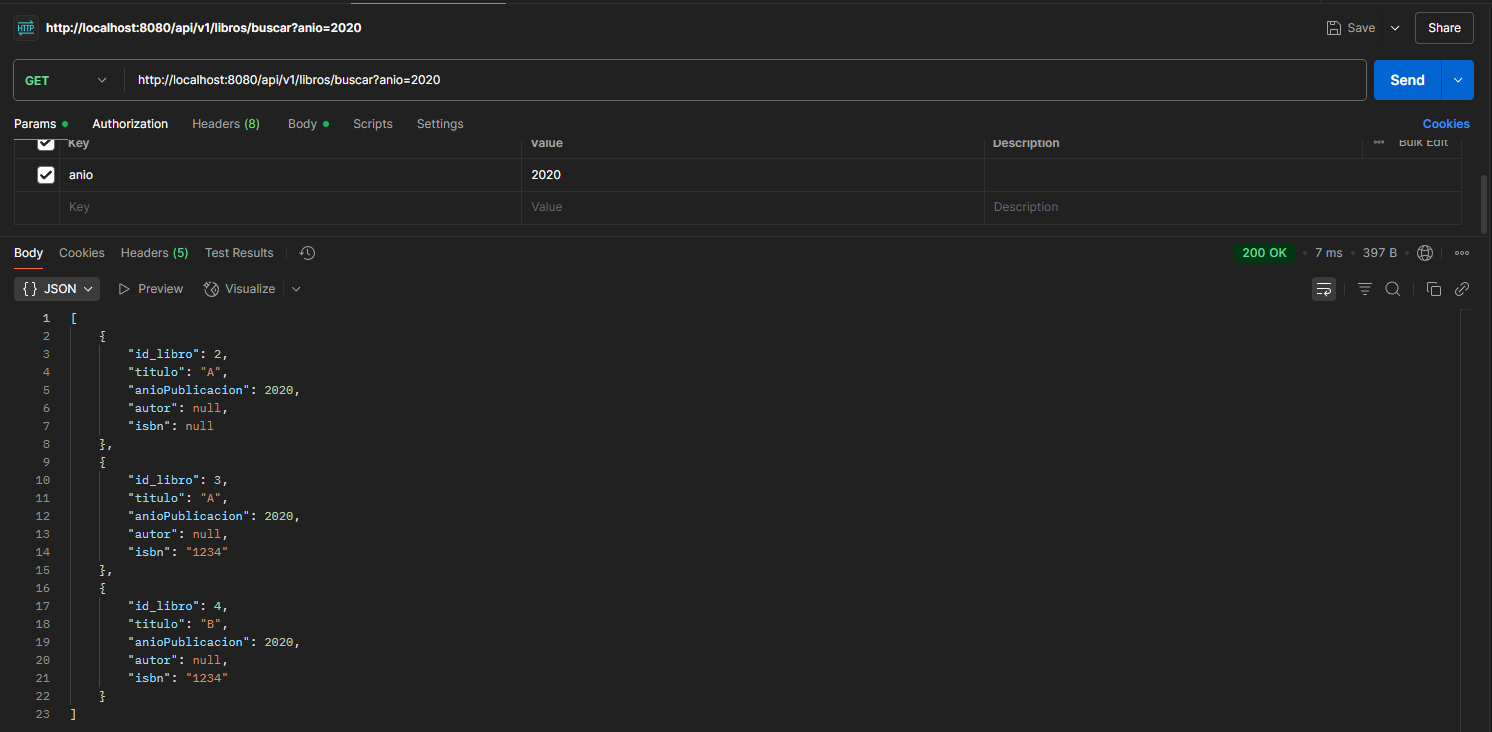 HTTP http://localhost:8080/api/v1/libros/buscar?anio=2020 Save Share
GET http://localhost:8080/api/v1/libros/buscar?anio=2020 Send
Params Authorization Headers (8) Body Scripts Settings Cookies
Key Value Description Bulk Edit
anio 2020
Key Value Description
Body Cookies Headers (5) Test Results 200 OK 7 ms 397 B
{} JSON Preview Visualize
1 [
2 {
3 "id_libro": 2,
4 "titulo": "A",
5 "anioPublicacion": 2020,
6 "autor": null,
7 "isbn": null
8 },
9 {
10 "id_libro": 3,
11 "titulo": "A",
12 "anioPublicacion": 2020,
13 "autor": null,
14 "isbn": "1234"
15 },
16 {
17 "id_libro": 4,
18 "titulo": "B",
19 "anioPublicacion": 2020,
20 "autor": null,
21 "isbn": "1234"
22 }
23 ]